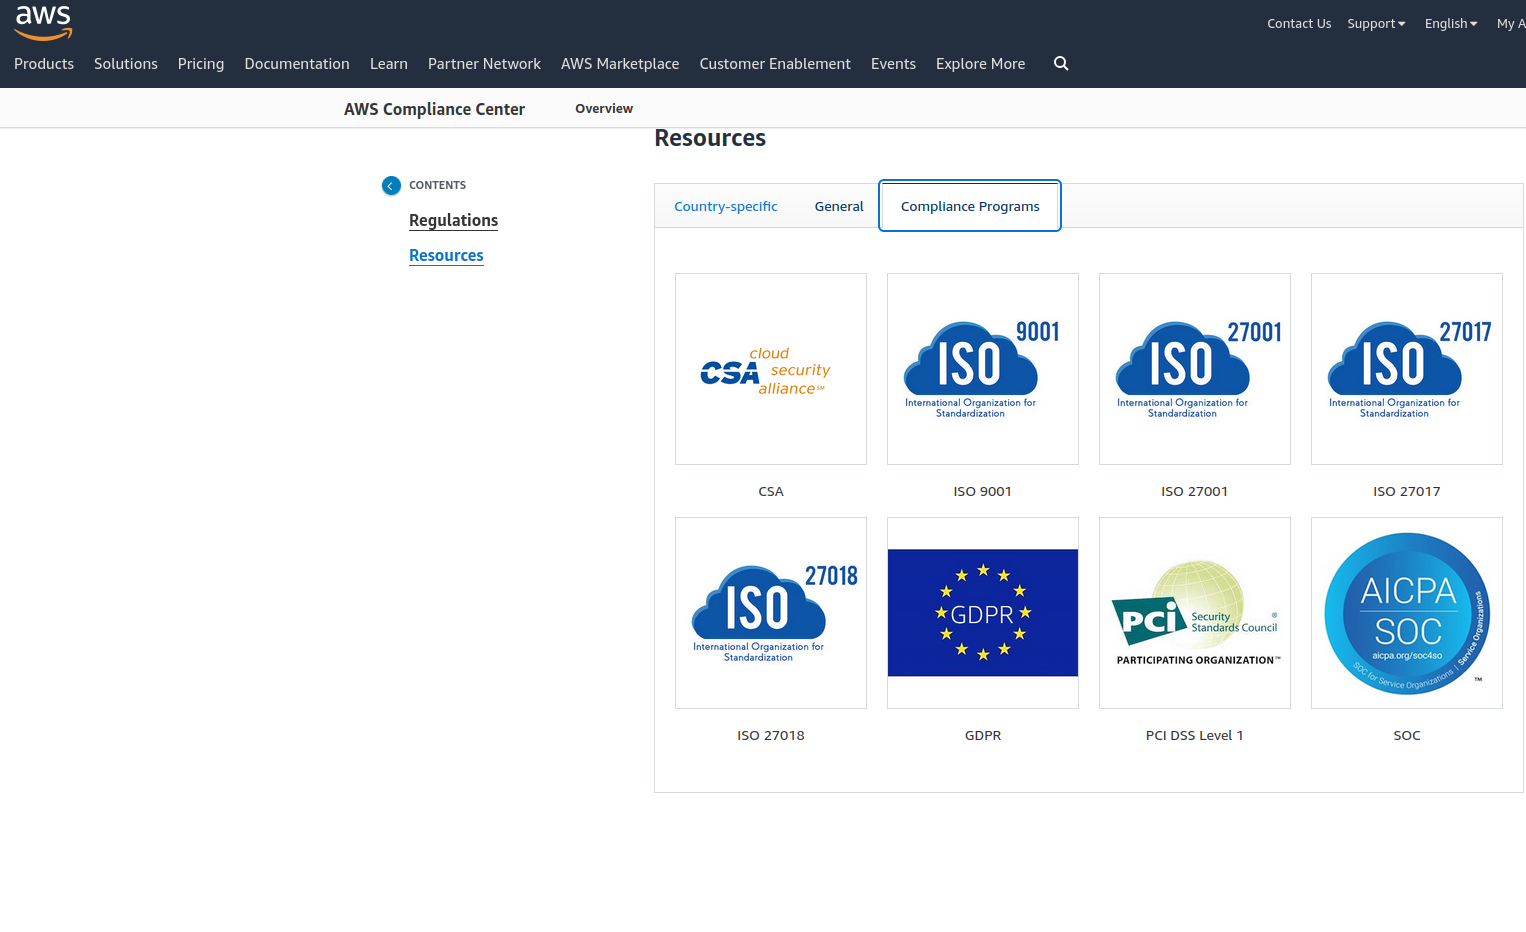 aws
Contact Us Support English My A
Products Solutions Pricing Documentation Learn Partner Network AWS Marketplace Customer Enablement Events Explore More
AWS Compliance Center Overview
Resources
CONTENTS
Regulations
Resources
Country-specific General Compliance Programs
CSA cloud security alliance SM
ISO 9001
International Organization for
Standardization
ISO 27001
International Organization for
Standardization
ISO 27017
International Organization for
Standardization
CSA ISO 9001 ISO 27001 ISO 27017
ISO 27018
International Organization for
Standardization
GDPR
PCi Security
Standards Council ®
PARTICIPATING ORGANIZATION™
AICPA
SOC
aicpa.org/soc4so
SOC for Service Organizations | Service Organizations
™
ISO 27018 GDPR PCI DSS Level 1 SOC